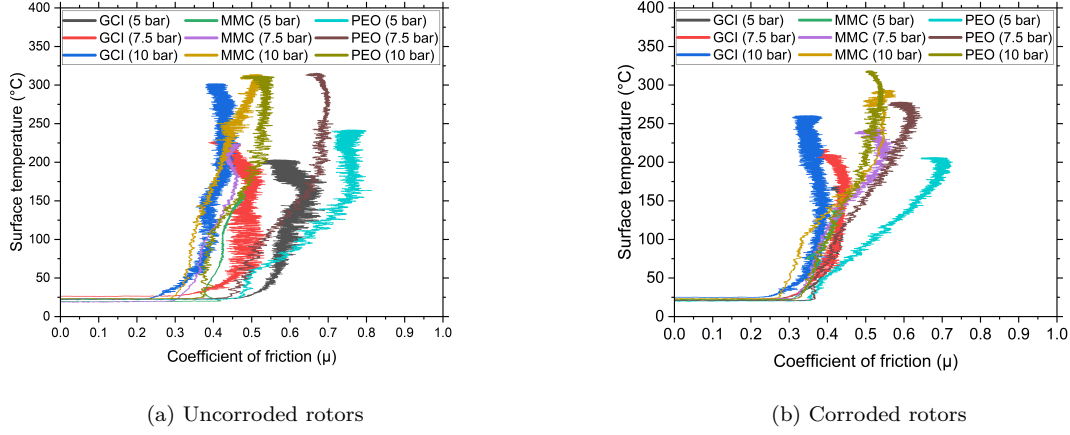 GCI (5 bar) MMC (5 bar) PEO (5 bar)
GCI (7.5 bar) MMC (7.5 bar) PEO (7.5 bar)
GCI (10 bar) MMC (10 bar) PEO (10 bar)
400
350
300
250
200
150
100
50
0
Surface temperature (°C)
0.0 0.1 0.2 0.3 0.4 0.5 0.6 0.7 0.8 0.9 1.0
Coefficient of friction (μ)
(a) Uncorroded rotors
GCI (5 bar) MMC (5 bar) PEO (5 bar)
GCI (7.5 bar) MMC (7.5 bar) PEO (7.5 bar)
GCI (10 bar) MMC (10 bar) PEO (10 bar)
400
350
300
250
200
150
100
50
0
Surface temperature (°C)
0.0 0.1 0.2 0.3 0.4 0.5 0.6 0.7 0.8 0.9 1.0
Coefficient of friction (μ)
(b) Corroded rotors